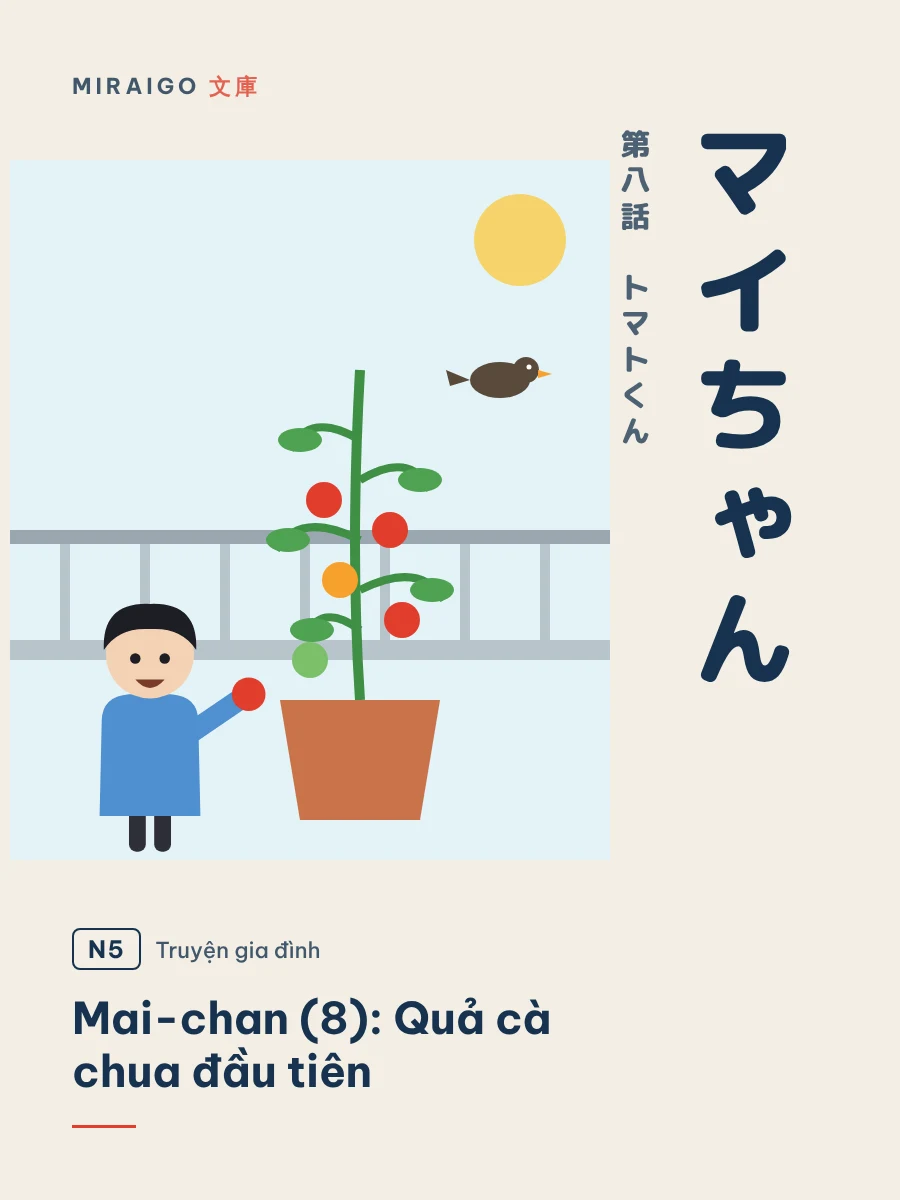 MIRAIGO 文庫
マイちゃん
第八話 トマトくん
N5 Truyện gia đình
Mai-chan (8): Quả cà
chua đầu tiên